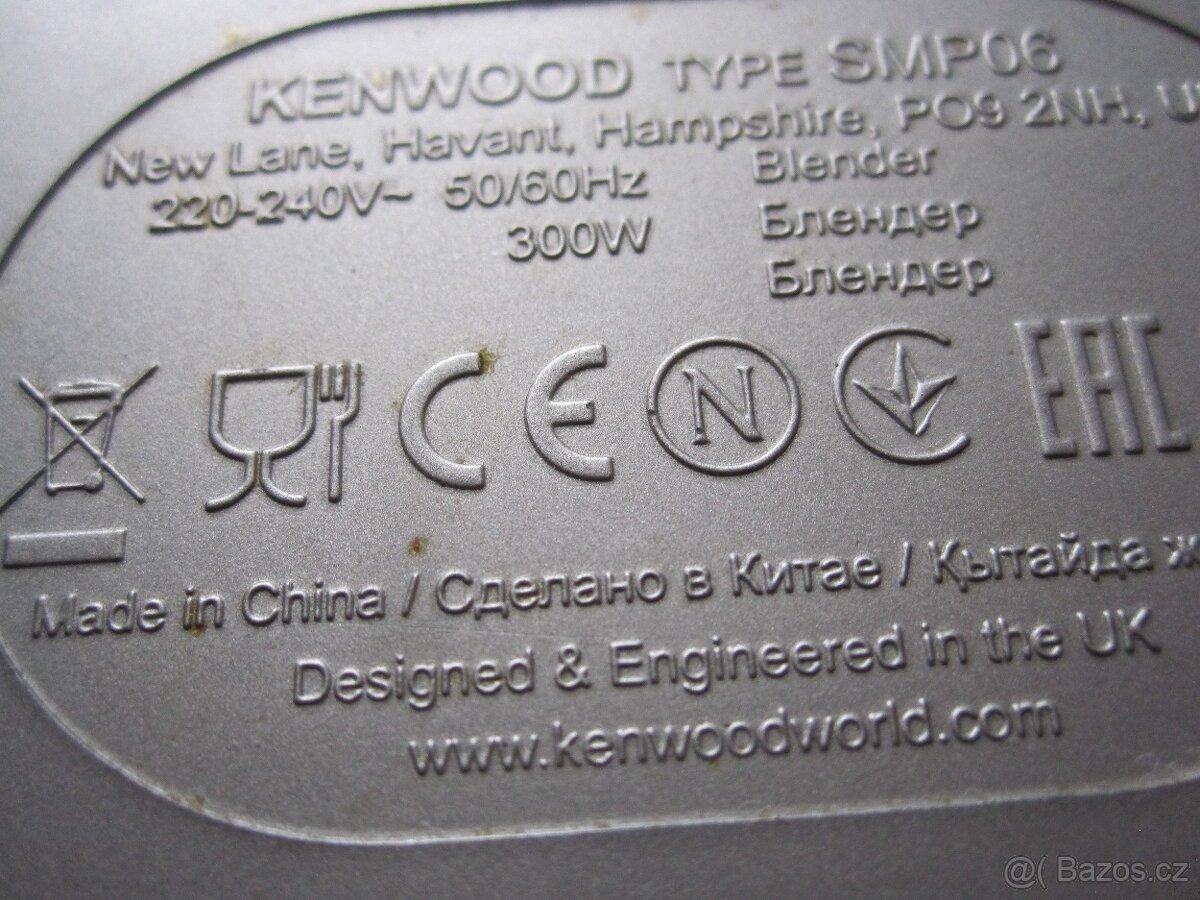 KENWOOD TYPE SMP06
New Lane, Havant, Hampshire, PO9 2NH, U
220-240V~ 50/60Hz Blender
300W Блендер
Блендер
CE N EAC
Made in China / Сделано в Китае / Қытайда ж
Designed & Engineered in the UK
www.kenwoodworld.com
@( Bazos.cz